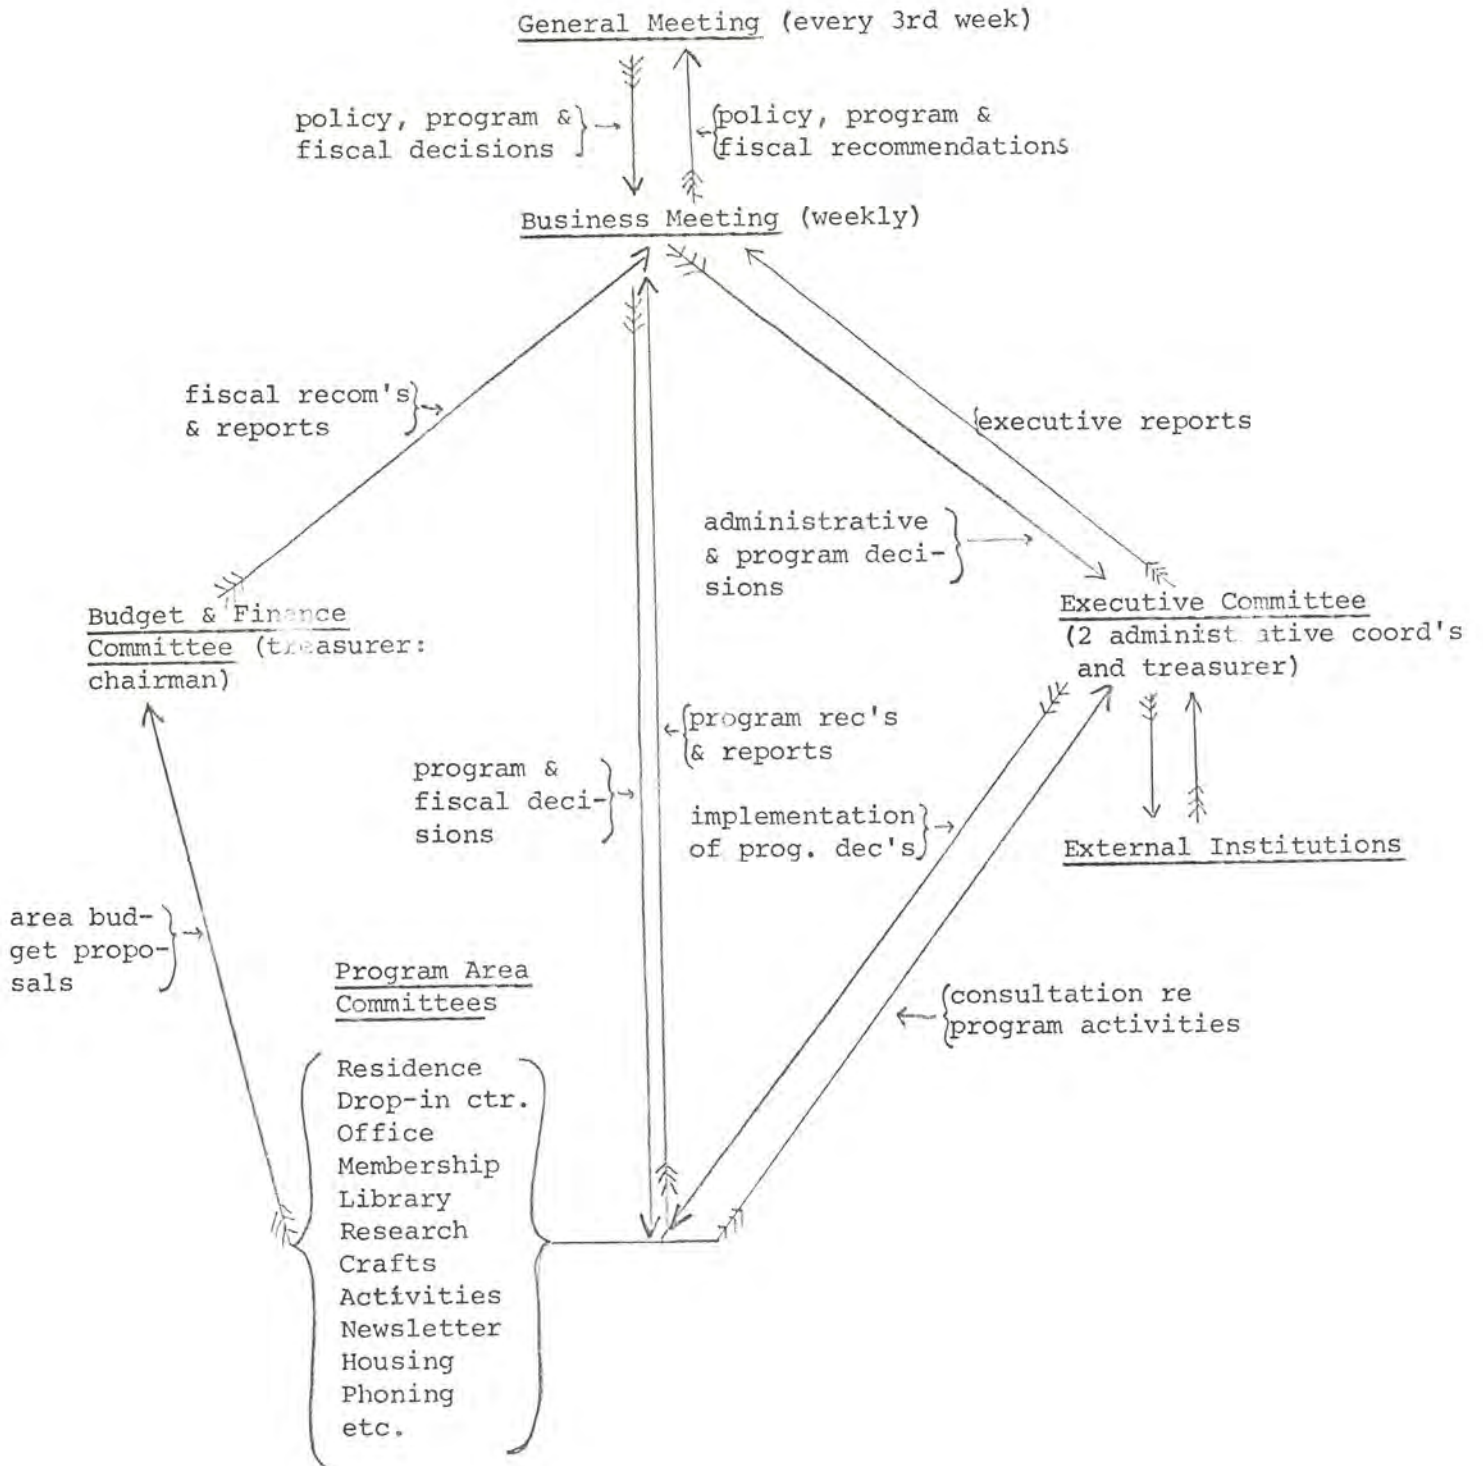 General Meeting (every 3rd week)
policy, program &
fiscal decisions
policy, program &
fiscal recommendations
Business Meeting (weekly)
fiscal recom's
& reports
executive reports
administrative
& program deci-
sions
Budget & Finance
Committee (treasurer:
chairman)
Executive Committee
(2 administ ative coord's
and treasurer)
program rec's
& reports
program &
fiscal deci-
sions
implementation
of prog. dec's
External Institutions
area bud-
get propo-
sals
Program Area
Committees
consultation re
program activities
Residence
Drop-in ctr.
Office
Membership
Library
Research
Crafts
Activities
Newsletter
Housing
Phoning
etc.